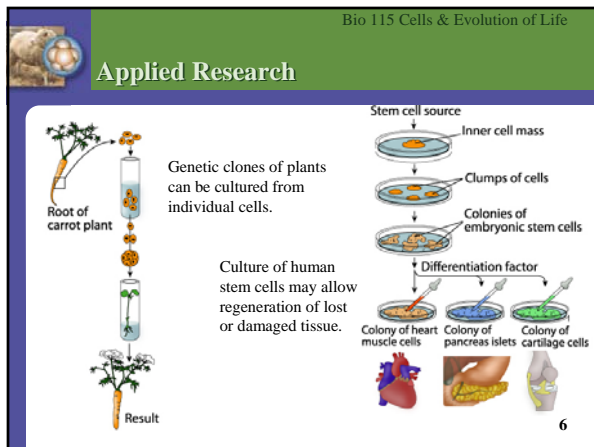 Bio 115 Cells & Evolution of Life
Applied Research
Root of
carrot plant
Result
Genetic clones of plants
can be cultured from
individual cells.
Culture of human
stem cells may allow
regeneration of lost
or damaged tissue.
Stem cell source
Inner cell mass
Clumps of cells
Colonies of
embryonic stem cells
Differentiation factor
Colony of heart
muscle cells
Colony of
pancreas islets
Colony of
cartilage cells
6